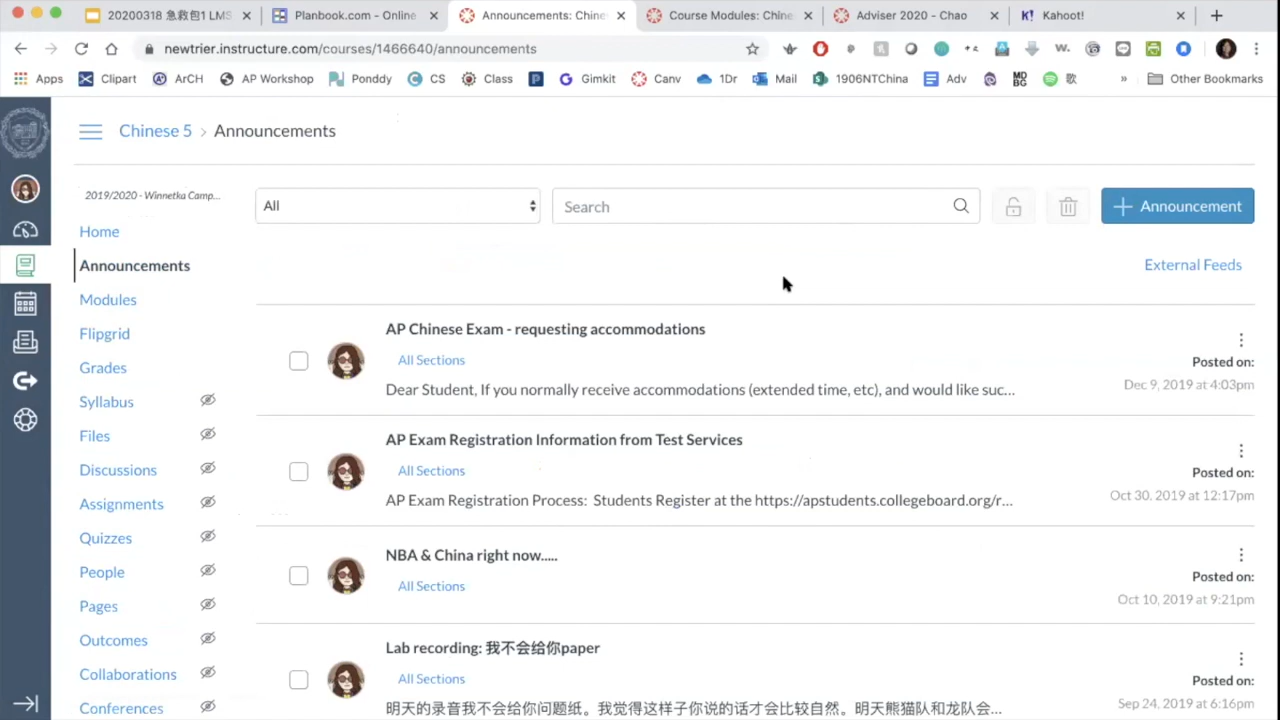 20200318 急救包1 LMS
Planbook.com - Online
Announcements: Chine
Course Modules: Chine
Adviser 2020 - Chao
K! Kahoot!
newtrier.instructure.com/courses/1466640/announcements
Apps
Clipart
ArCH
AP Workshop
Ponddy
CS
Class
Gimkit
Canv
1Dr
Mail
1906NTChina
Adv
MD
BG
歌
»
Other Bookmarks
Chinese 5 › Announcements
2019/2020 - Winnetka Camp...
All
Search
+ Announcement
Home
Announcements
External Feeds
Modules
Flipgrid
Grades
Syllabus
Files
Discussions
Assignments
Quizzes
People
Pages
Outcomes
Collaborations
Conferences
AP Chinese Exam - requesting accommodations
All Sections
Posted on:
Dear Student, If you normally receive accommodations (extended time, etc), and would like suc...
Dec 9, 2019 at 4:03pm
AP Exam Registration Information from Test Services
All Sections
Posted on:
AP Exam Registration Process: Students Register at the https://apstudents.collegeboard.org/r...
Oct 30, 2019 at 12:17pm
NBA & China right now.....
All Sections
Posted on:
Oct 10, 2019 at 9:21pm
Lab recording: 我不会给你paper
All Sections
Posted on:
明天的录音我不会给你问题纸。我觉得这样子你说的话才会比较自然。明天熊猫队和龙队会...
Sep 24, 2019 at 6:16pm